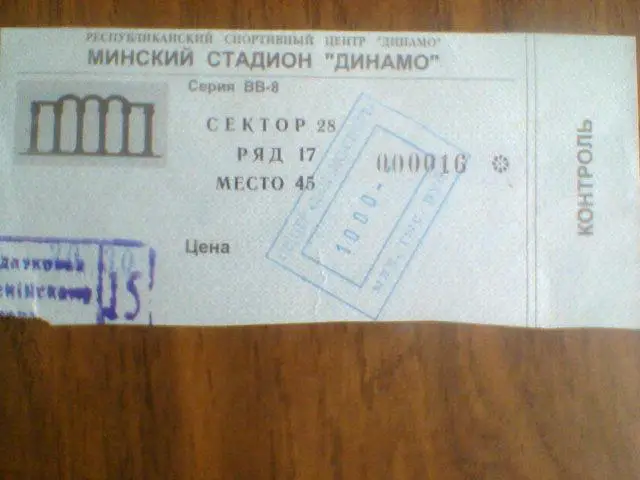 РЕСПУБЛИКАНСКИЙ СПОРТИВНЫЙ ЦЕНТР "ДИНАМО"
МИНСКИЙ СТАДИОН "ДИНАМО"
Серия ВВ-8
СЕКТОР 28
РЯД 17
МЕСТО 45
000016
Цена
1000-
15
КОНТРОЛЬ